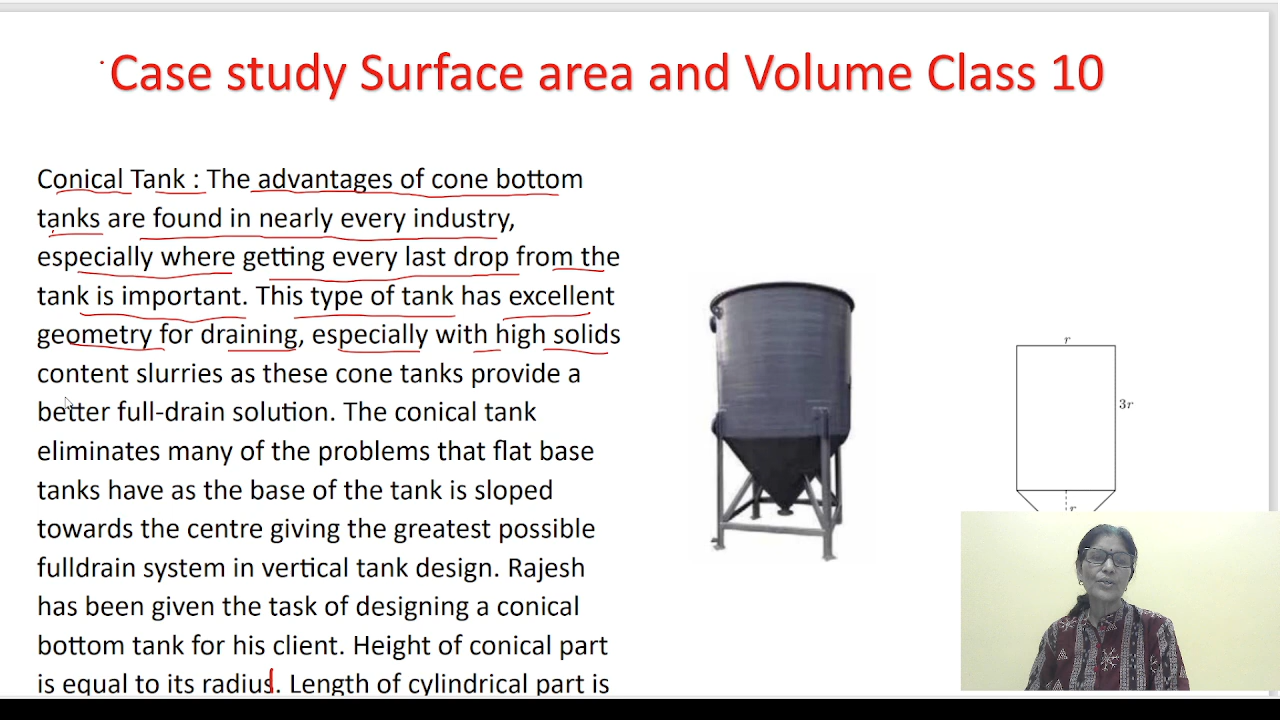 Case study Surface area and Volume Class 10
Conical Tank : The advantages of cone bottom
tanks are found in nearly every industry,
especially where getting every last drop from the
tank is important. This type of tank has excellent
geometry for draining, especially with high solids
content slurries as these cone tanks provide a
better full-drain solution. The conical tank
eliminates many of the problems that flat base
tanks have as the base of the tank is sloped
towards the centre giving the greatest possible
fulldrain system in vertical tank design. Rajesh
has been given the task of designing a conical
bottom tank for his client. Height of conical part
is equal to its radius. Length of cylindrical part is
r
3r
r